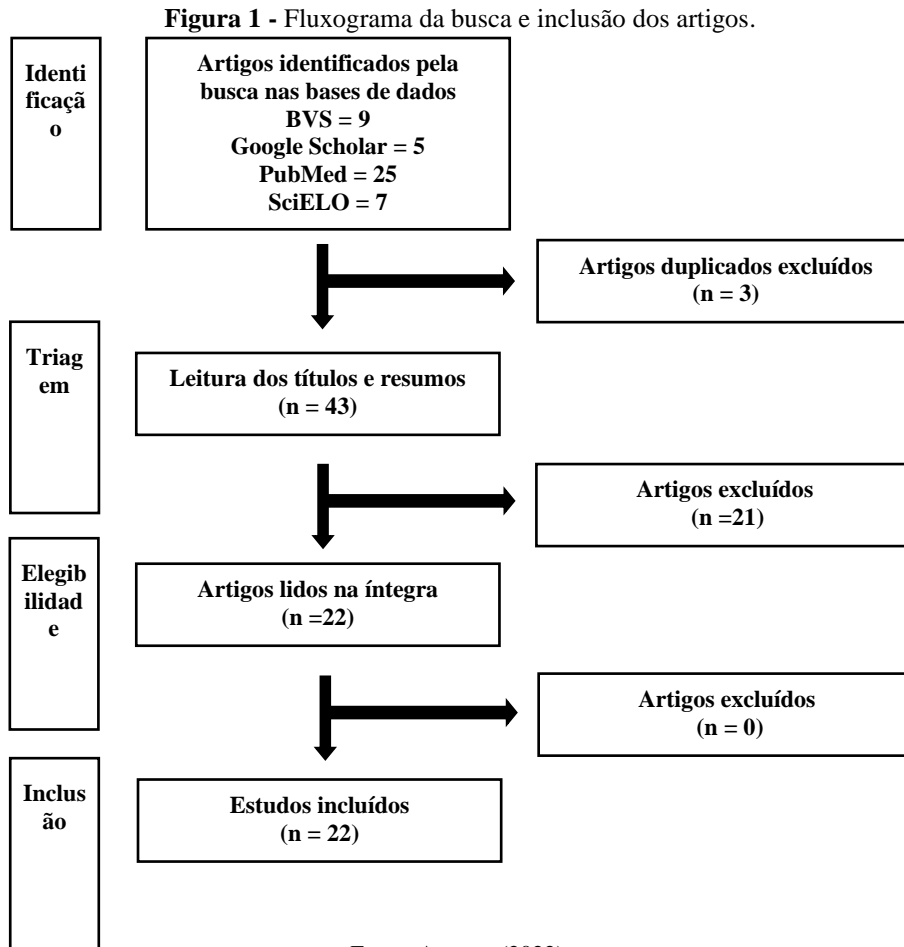 Figura 1 - Fluxograma da busca e inclusão dos artigos.
Identi
ficaçã
o
Artigos identificados pela
busca nas bases de dados
BVS = 9
Google Scholar = 5
PubMed = 25
SciELO = 7
Artigos duplicados excluídos
(n = 3)
Triag
em
Leitura dos títulos e resumos
(n = 43)
Artigos excluídos
(n =21)
Elegib
ilidad
e
Artigos lidos na íntegra
(n =22)
Artigos excluídos
(n = 0)
Inclus
ão
Estudos incluídos
(n = 22)